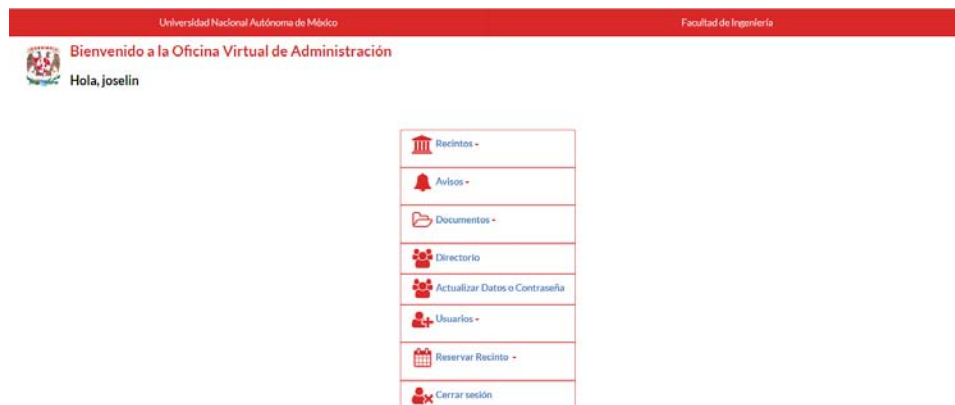 Universidad Nacional Autónoma de México
Facultad de Ingeniería
Bienvenido a la Oficina Virtual de Administración
Hola, joselin
Recintos
Avisos
Documentos
Directorio
Actualizar Datos o Contraseña
Usuarios
Reservar Recinto
Cerrar sesión